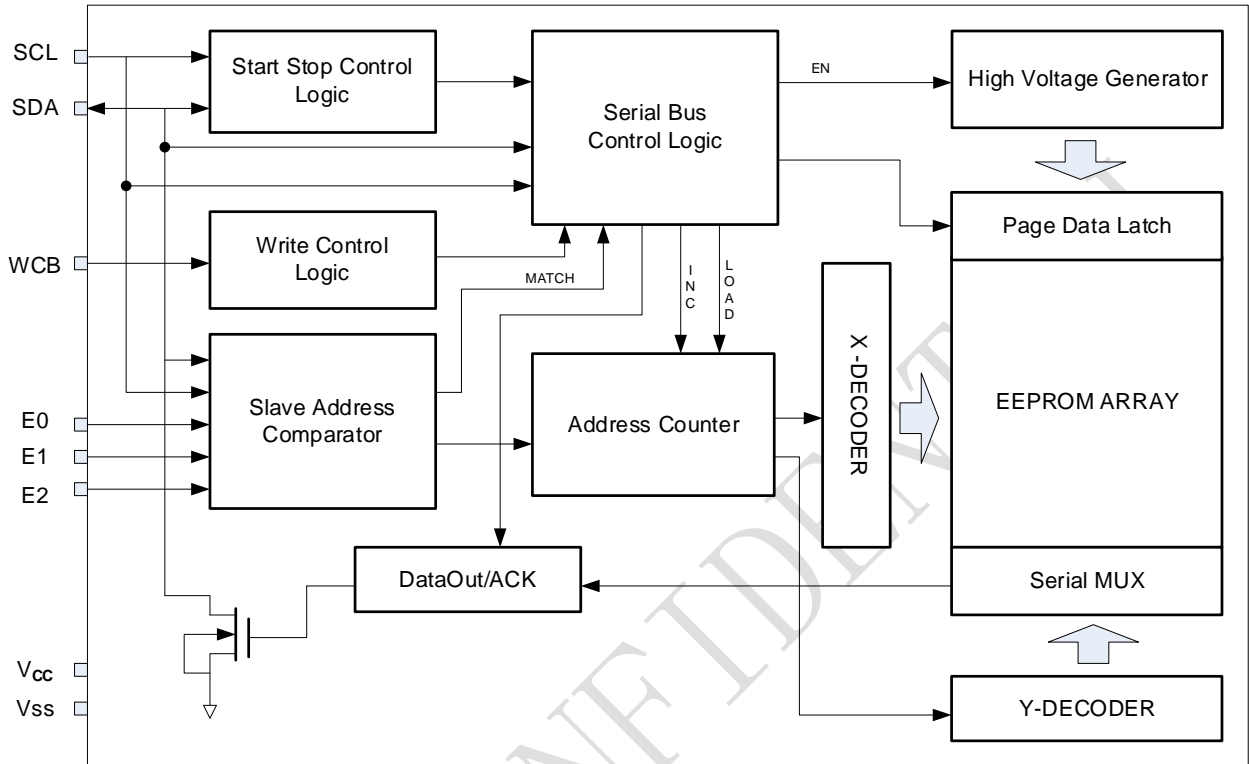 SCL
SDA
WCB
E0
E1
E2
Vcc
Vss
Start Stop Control
Logic
Write Control
Logic
Slave Address
Comparator
Serial Bus
Control Logic
MATCH
INC
LOAD
EN
Address Counter
DataOut/ACK
X-DECODER
High Voltage Generator
Page Data Latch
EEPROM ARRAY
Serial MUX
Y-DECODER